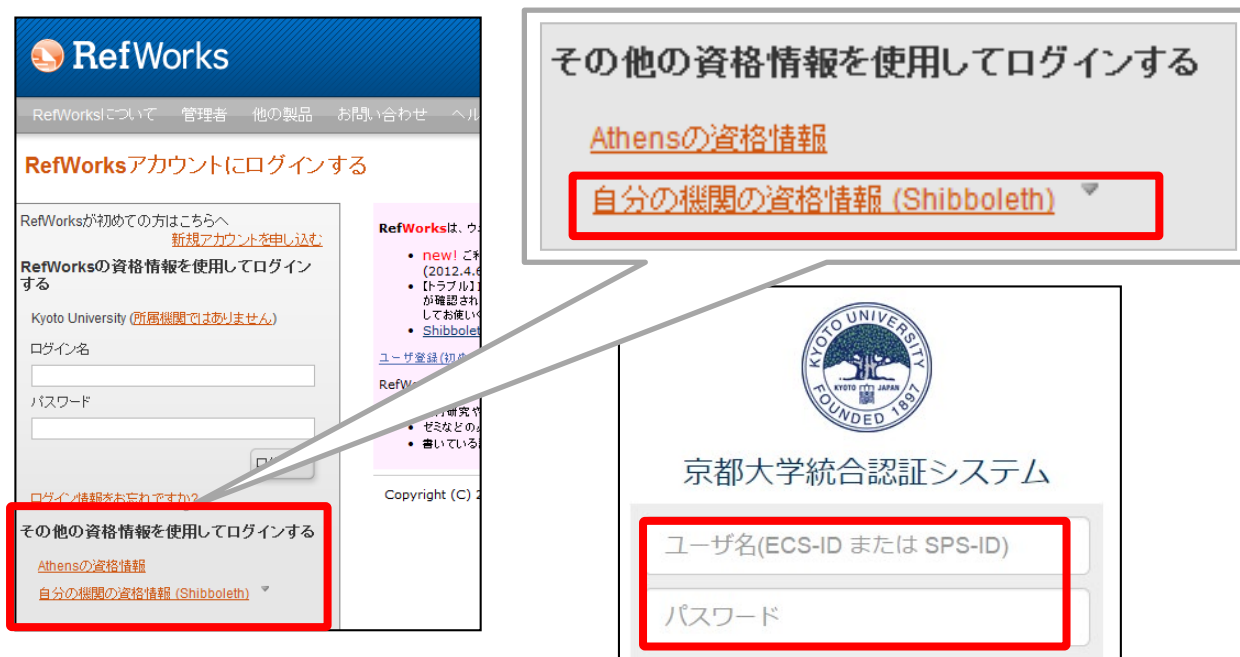 RefWorks
RefWorksについて 管理者 他の製品 お問い合わせ ヘル
RefWorksアカウントにログインする
RefWorksが初めての方はこちらへ
新規アカウントを申し込む
RefWorksの資格情報を使用してログイン
する
Kyoto University (所属機関ではありません)
ログイン名
パスワード
ログイン情報をお忘れですか?
その他の資格情報を使用してログインする
Athensの資格情報
自分の機関の資格情報 (Shibboleth)
RefWorksは、ウ
new! ご
(2012.4.6
【トラブル】
が確認され
してお使い
Shibbolet
ユーザ登録(初め
RefW
研究や
ゼミなどの
書いている
Copyright (C) 2
その他の資格情報を使用してログインする
Athensの資格情報
自分の機関の資格情報 (Shibboleth)
KYOTO UNIVERSITY
KYOTO JAPAN
FOUNDED 1897
京都大学統合認証システム
ユーザ名(ECS-ID または SPS-ID)
パスワード